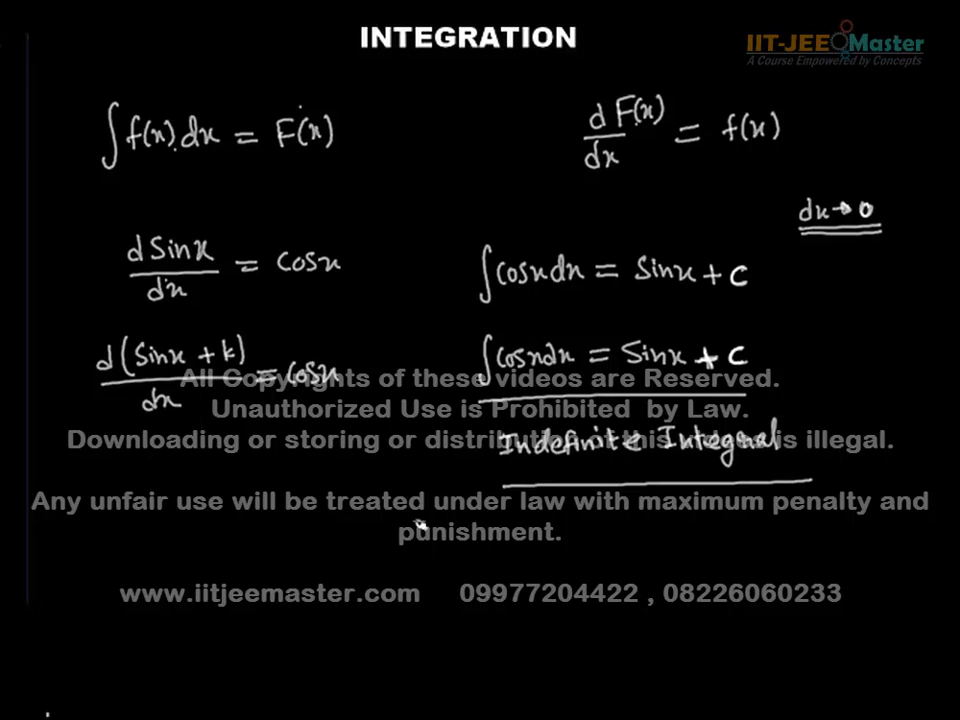 INTEGRATION
IIT-JEE Master
A Course Empowered by Concepts
∫f(x).dx = F(x)
d F(x)/dx = f(x)
dx→0
d Sinx/dx = Cosx
∫Cosxdx = Sinx + C
d(Sinx + k)/dx = Cosx
∫Cosxdx = Sinx + C
All Copyrights of these videos are Reserved.
Unauthorized Use is Prohibited by Law.
Downloading or storing or distribution of this video is illegal.
Indefinite Integral
Any unfair use will be treated under law with maximum penalty and
punishment.
www.iitjeemaster.com 09977204422 , 08226060233